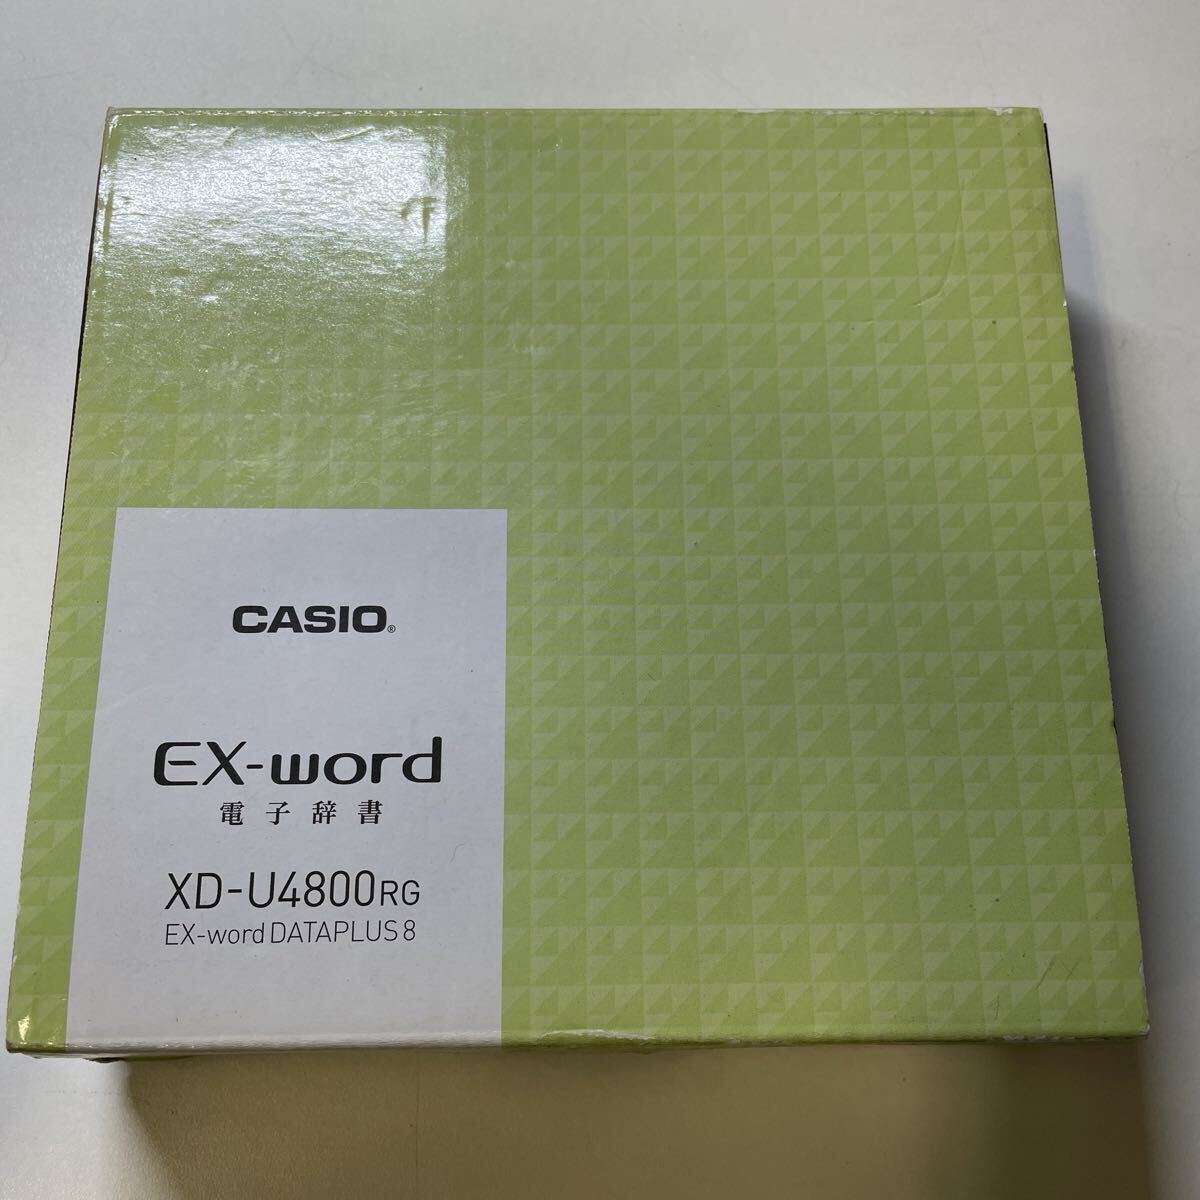 CASIO®
EX-word
電子辞書
XD-U4800RG
EX-word DATAPLUS 8